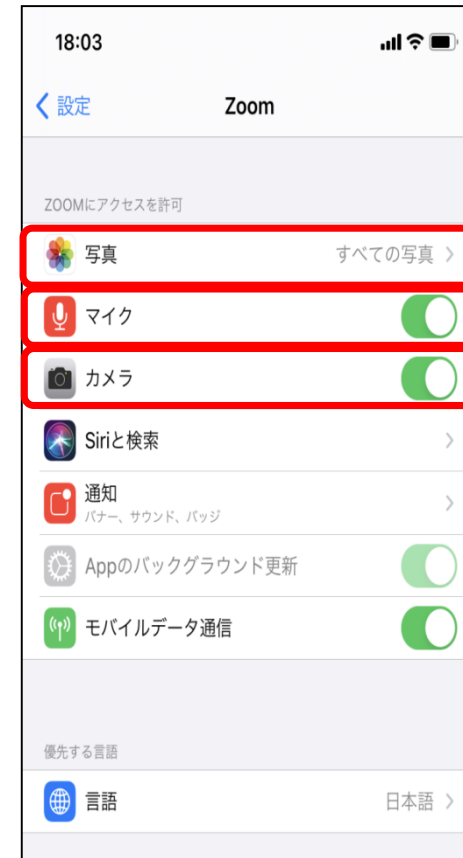 18:03
設定 Zoom
ZOOMにアクセスを許可
写真 すべての写真
マイク
カメラ
Siriと検索
通知
バナー、サウンド、バッジ
Appのバックグラウンド更新
モバイルデータ通信
優先する言語
言語 日本語